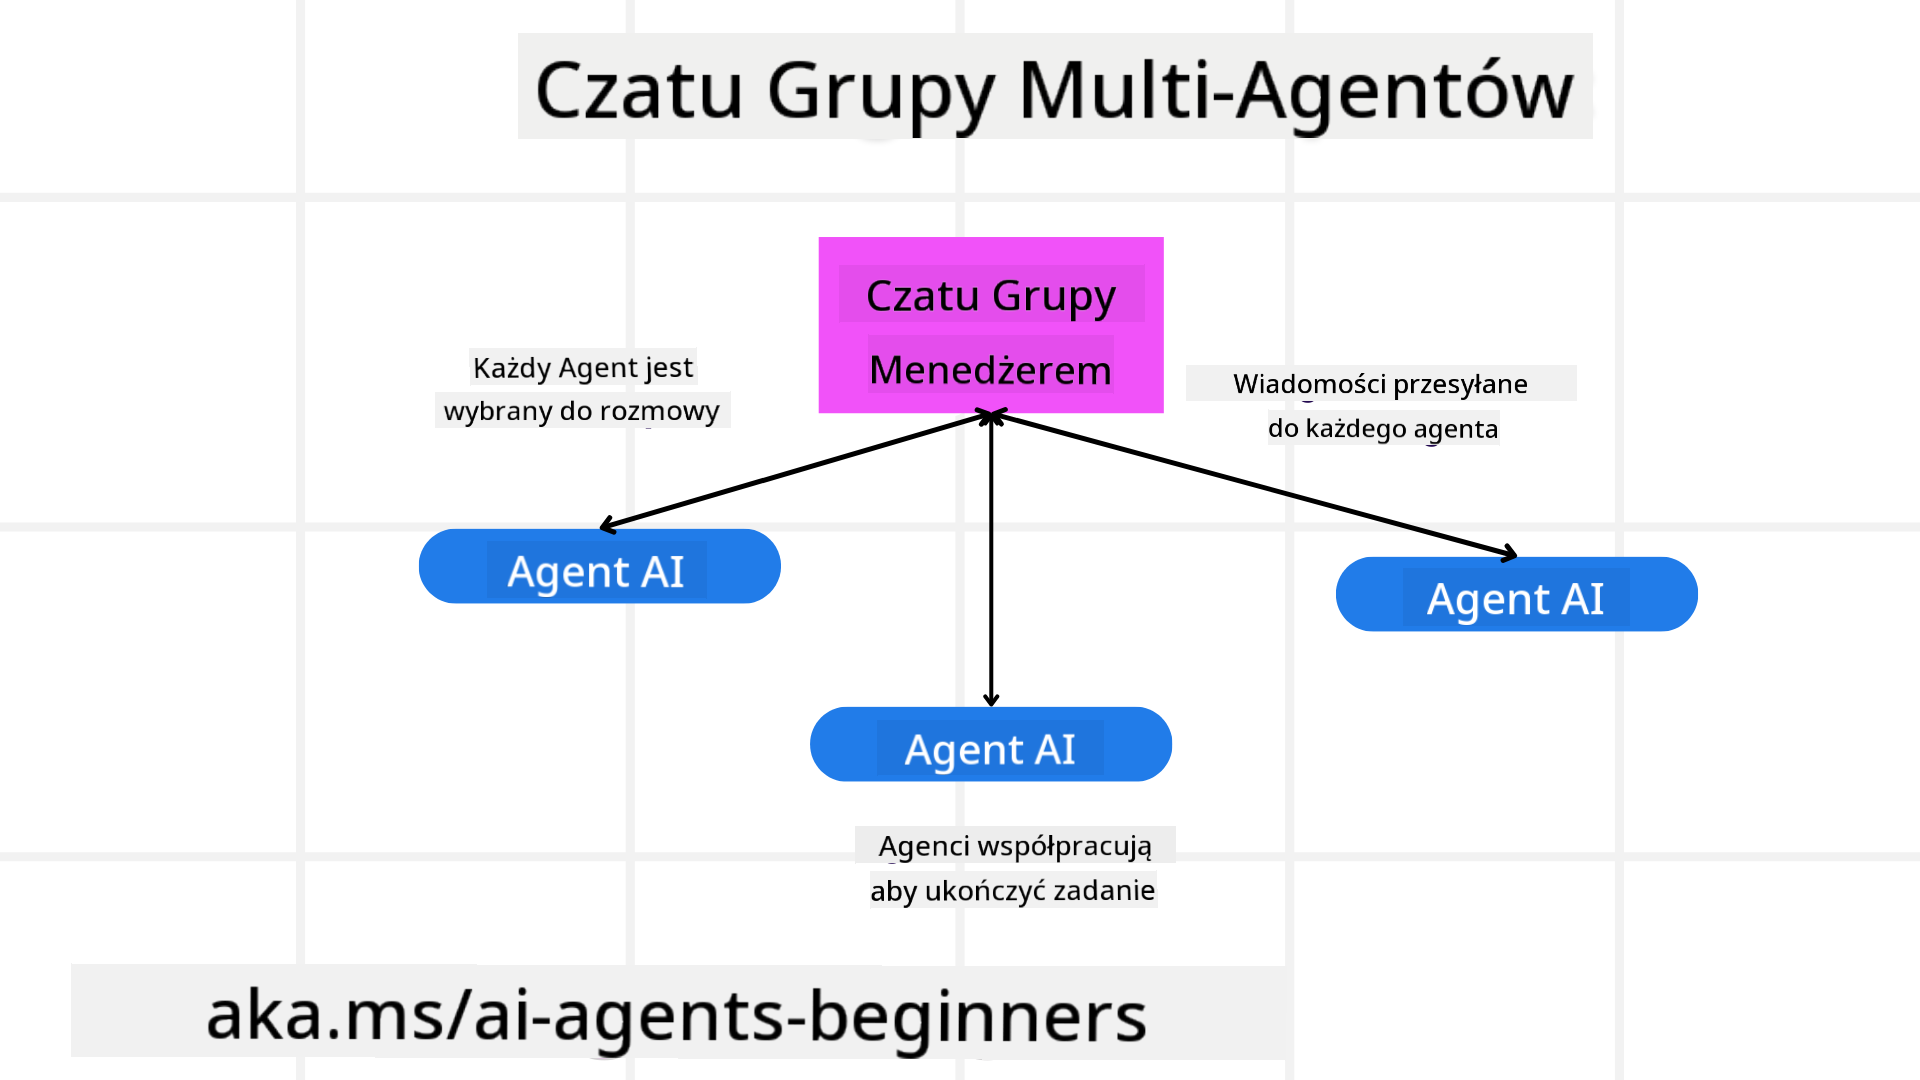 Czatu Grupy Multi-Agentów
Czatu Grupy
Menedżerem
Każdy Agent jest
wybrany do rozmowy
Wiadomości przesyłane
do każdego agenta
Agent AI
Agent AI
Agent AI
Agenci współpracują
aby ukończyć zadanie
aka.ms/ai-agents-beginners